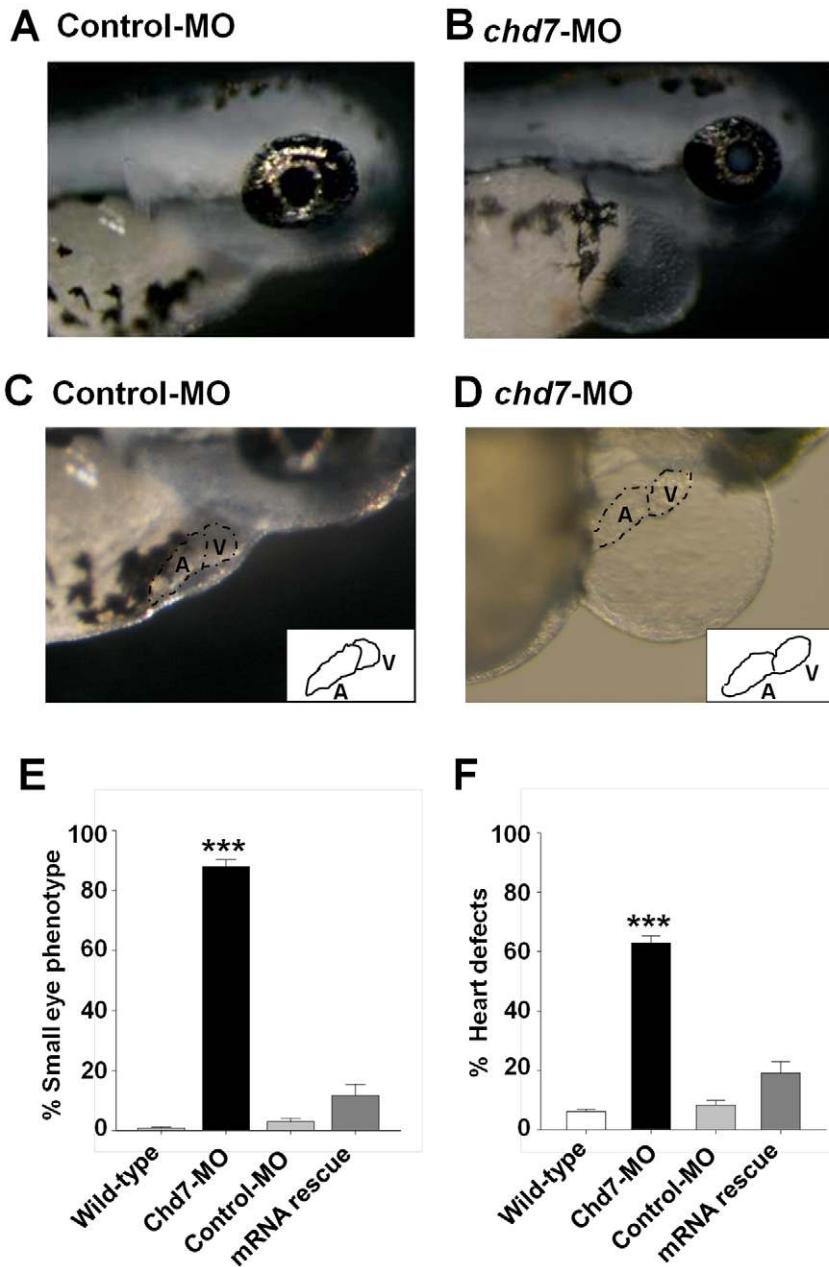 A Control-MO
B chd7-MO
C Control-MO
A
V
V
A
D chd7-MO
A
V
V
A
E
% Small eye phenotype
100
80
60
40
20
0
***
Wild-type
Chd7-MO
Control-MO
mRNA rescue
F
% Heart defects
100
80
60
40
20
0
***
Wild-type
Chd7-MO
Control-MO
mRNA rescue